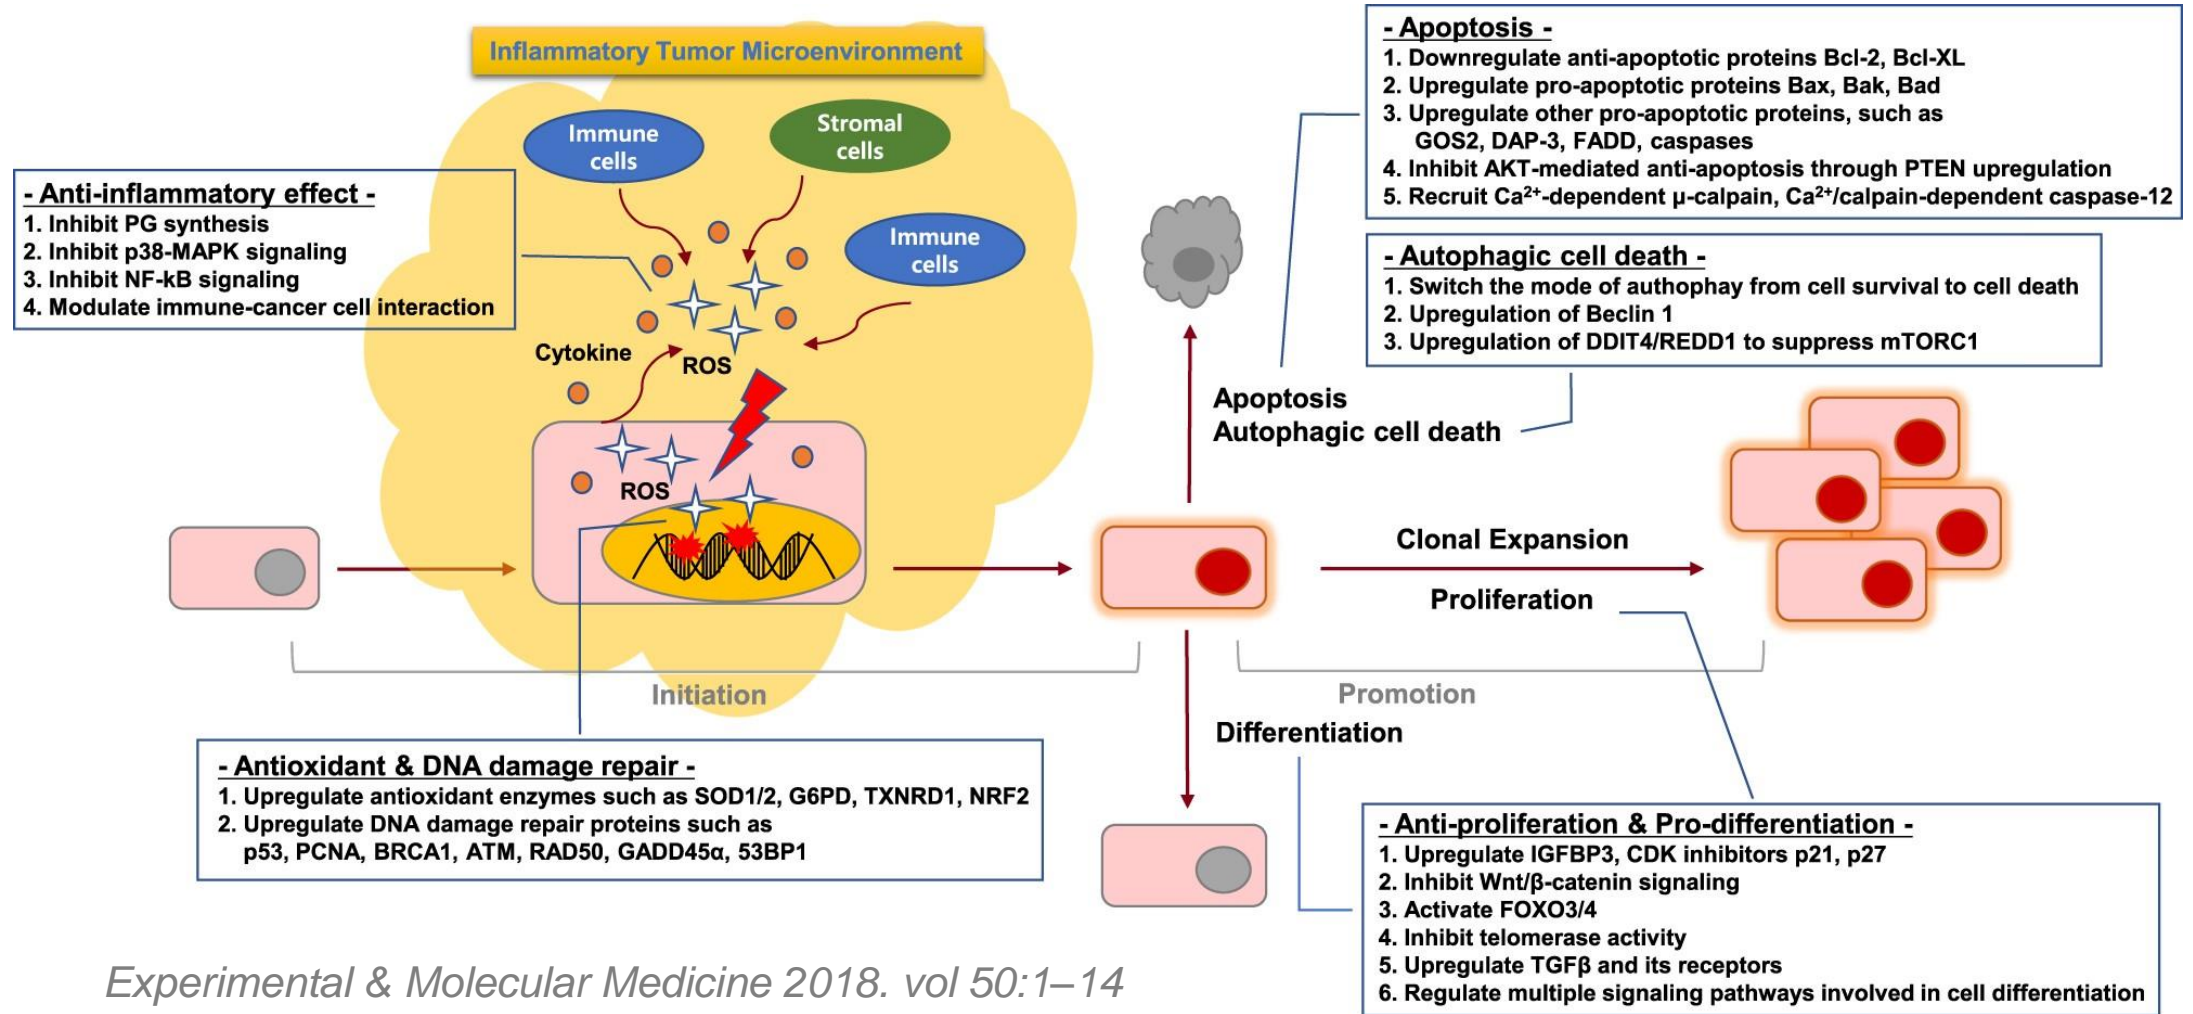 Inflammatory Tumor Microenvironment
Immune
cells
Stromal
cells
Immune
cells
- Anti-inflammatory effect -
1. Inhibit PG synthesis
2. Inhibit p38-MAPK signaling
3. Inhibit NF-kB signaling
4. Modulate immune-cancer cell interaction
Cytokine
ROS
ROS
- Apoptosis -
1. Downregulate anti-apoptotic proteins Bcl-2, Bcl-XL
2. Upregulate pro-apoptotic proteins Bax, Bak, Bad
3. Upregulate other pro-apoptotic proteins, such as
GOS2, DAP-3, FADD, caspases
4. Inhibit AKT-mediated anti-apoptosis through PTEN upregulation
5. Recruit Ca²⁺-dependent μ-calpain, Ca²⁺/calpain-dependent caspase-12
- Autophagic cell death -
1. Switch the mode of authophay from cell survival to cell death
2. Upregulation of Beclin 1
3. Upregulation of DDIT4/REDD1 to suppress mTORC1
Apoptosis
Autophagic cell death
Clonal Expansion
Proliferation
Initiation
Promotion
Differentiation
- Antioxidant & DNA damage repair -
1. Upregulate antioxidant enzymes such as SOD1/2, G6PD, TXNRD1, NRF2
2. Upregulate DNA damage repair proteins such as
p53, PCNA, BRCA1, ATM, RAD50, GADD45α, 53BP1
- Anti-proliferation & Pro-differentiation -
1. Upregulate IGFBP3, CDK inhibitors p21, p27
2. Inhibit Wnt/β-catenin signaling
3. Activate FOXO3/4
4. Inhibit telomerase activity
5. Upregulate TGFβ and its receptors
6. Regulate multiple signaling pathways involved in cell differentiation
Experimental & Molecular Medicine 2018. vol 50:1–14